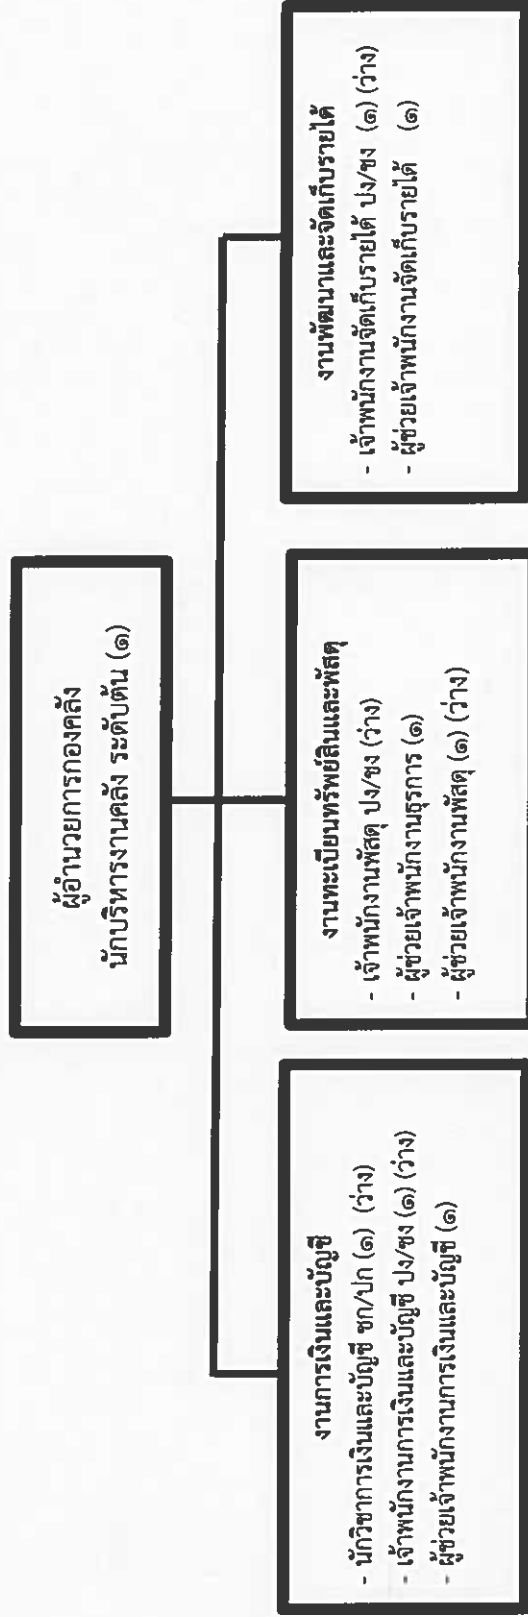 ผู้อำนวยการกองคลัง
นักบริหารงานคลัง ระดับต้น (๑)
งานการเงินและบัญชี
- นักวิชาการเงินและบัญชี ชก/ปก (๑) (ว่าง)
- เจ้าพนักงานการเงินและบัญชี ปง/ชง (๑) (ว่าง)
- ผู้ช่วยเจ้าพนักงานการเงินและบัญชี (๑)
งานทะเบียนทรัพย์สินและพัสดุ
- เจ้าพนักงานพัสดุ ปง/ชง (ว่าง)
- ผู้ช่วยเจ้าพนักงานธุรการ (๑)
- ผู้ช่วยเจ้าพนักงานพัสดุ (๑) (ว่าง)
งานพัฒนาและจัดเก็บรายได้
- เจ้าพนักงานจัดเก็บรายได้ ปง/ชง (๑) (ว่าง)
- ผู้ช่วยเจ้าพนักงานจัดเก็บรายได้ (๑)